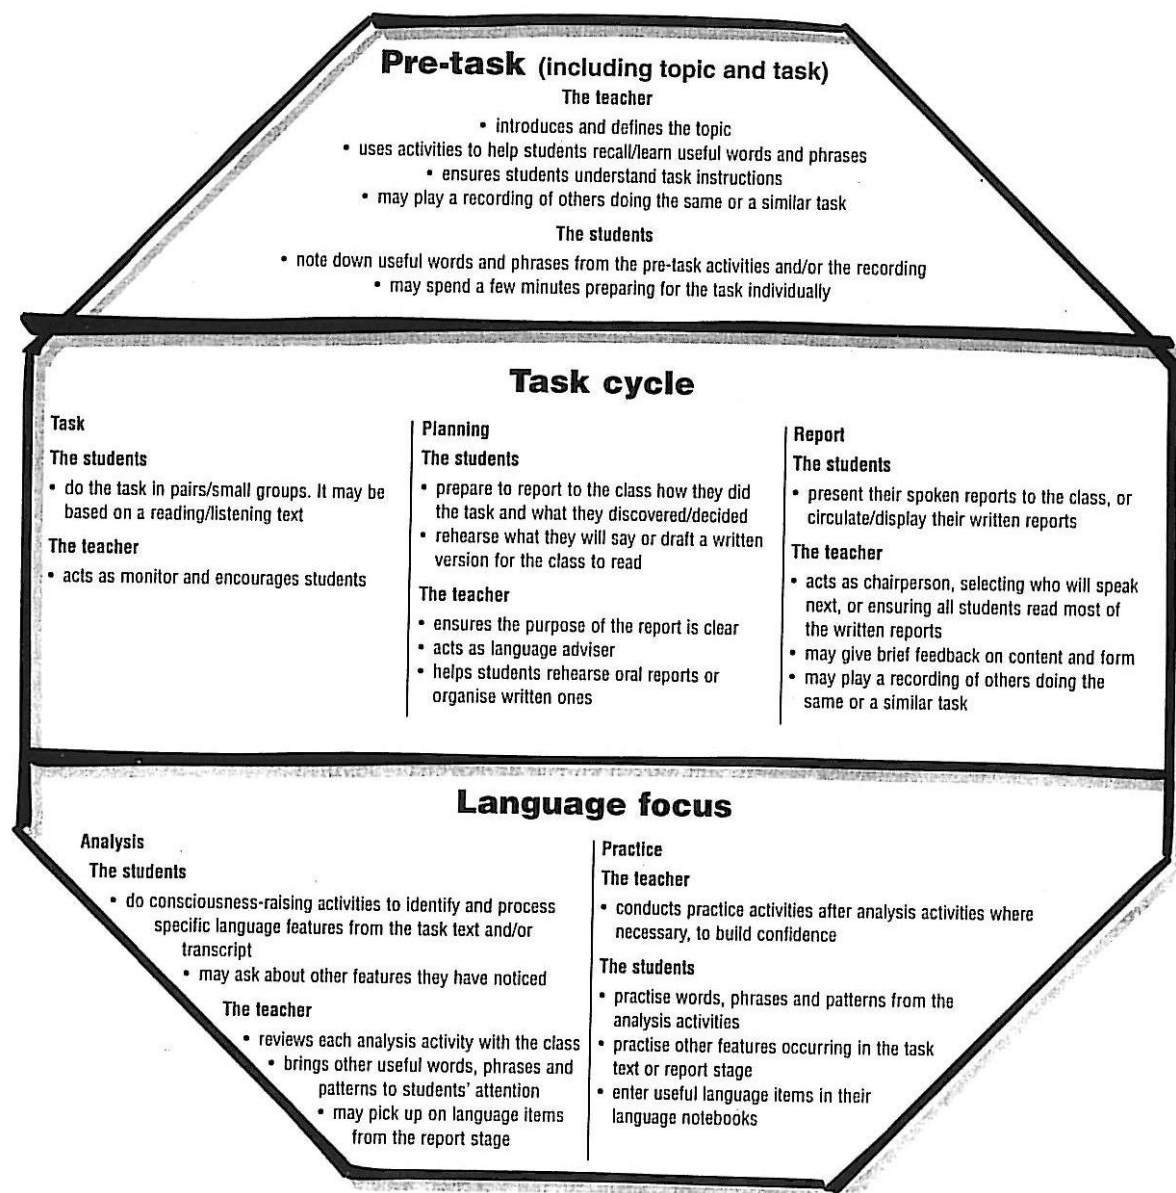 Pre-task (including topic and task)
The teacher
• introduces and defines the topic
• uses activities to help students recall/learn useful words and phrases
• ensures students understand task instructions
• may play a recording of others doing the same or a similar task
The students
• note down useful words and phrases from the pre-task activities and/or the recording
• may spend a few minutes preparing for the task individually
Task cycle
Task
The students
• do the task in pairs/small groups. It may be
based on a reading/listening text
The teacher
• acts as monitor and encourages students
Planning
The students
• prepare to report to the class how they did
the task and what they discovered/decided
• rehearse what they will say or draft a written
version for the class to read
The teacher
• ensures the purpose of the report is clear
• acts as language adviser
• helps students rehearse oral reports or
organise written ones
Report
The students
• present their spoken reports to the class, or
circulate/display their written reports
The teacher
• acts as chairperson, selecting who will speak
next, or ensuring all students read most of
the written reports
• may give brief feedback on content and form
• may play a recording of others doing the
same or a similar task
Language focus
Analysis
The students
• do consciousness-raising activities to identify and process
specific language features from the task text and/or
transcript
• may ask about other features they have noticed
The teacher
• reviews each analysis activity with the class
• brings other useful words, phrases and
patterns to students' attention
• may pick up on language items
from the report stage
Practice
The teacher
• conducts practice activities after analysis activities where
necessary, to build confidence
The students
• practise words, phrases and patterns from the
analysis activities
• practise other features occurring in the task
text or report stage
• enter useful language items in their
language notebooks